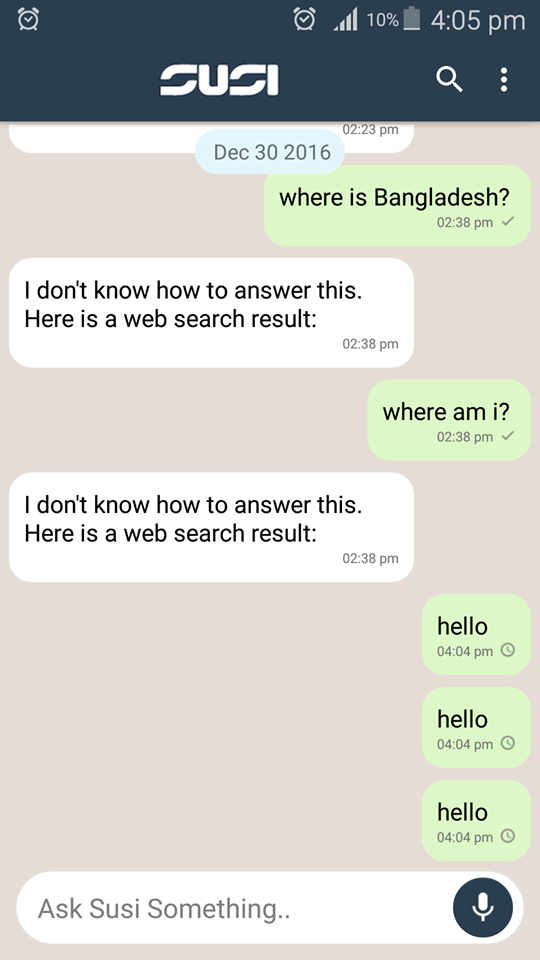 10% 4:05 pm
SUSI
02:23 pm
Dec 30 2016
where is Bangladesh?
02:38 pm
I don't know how to answer this.
Here is a web search result:
02:38 pm
where am i?
02:38 pm
I don't know how to answer this.
Here is a web search result:
02:38 pm
hello
04:04 pm
hello
04:04 pm
hello
04:04 pm
Ask Susi Something..